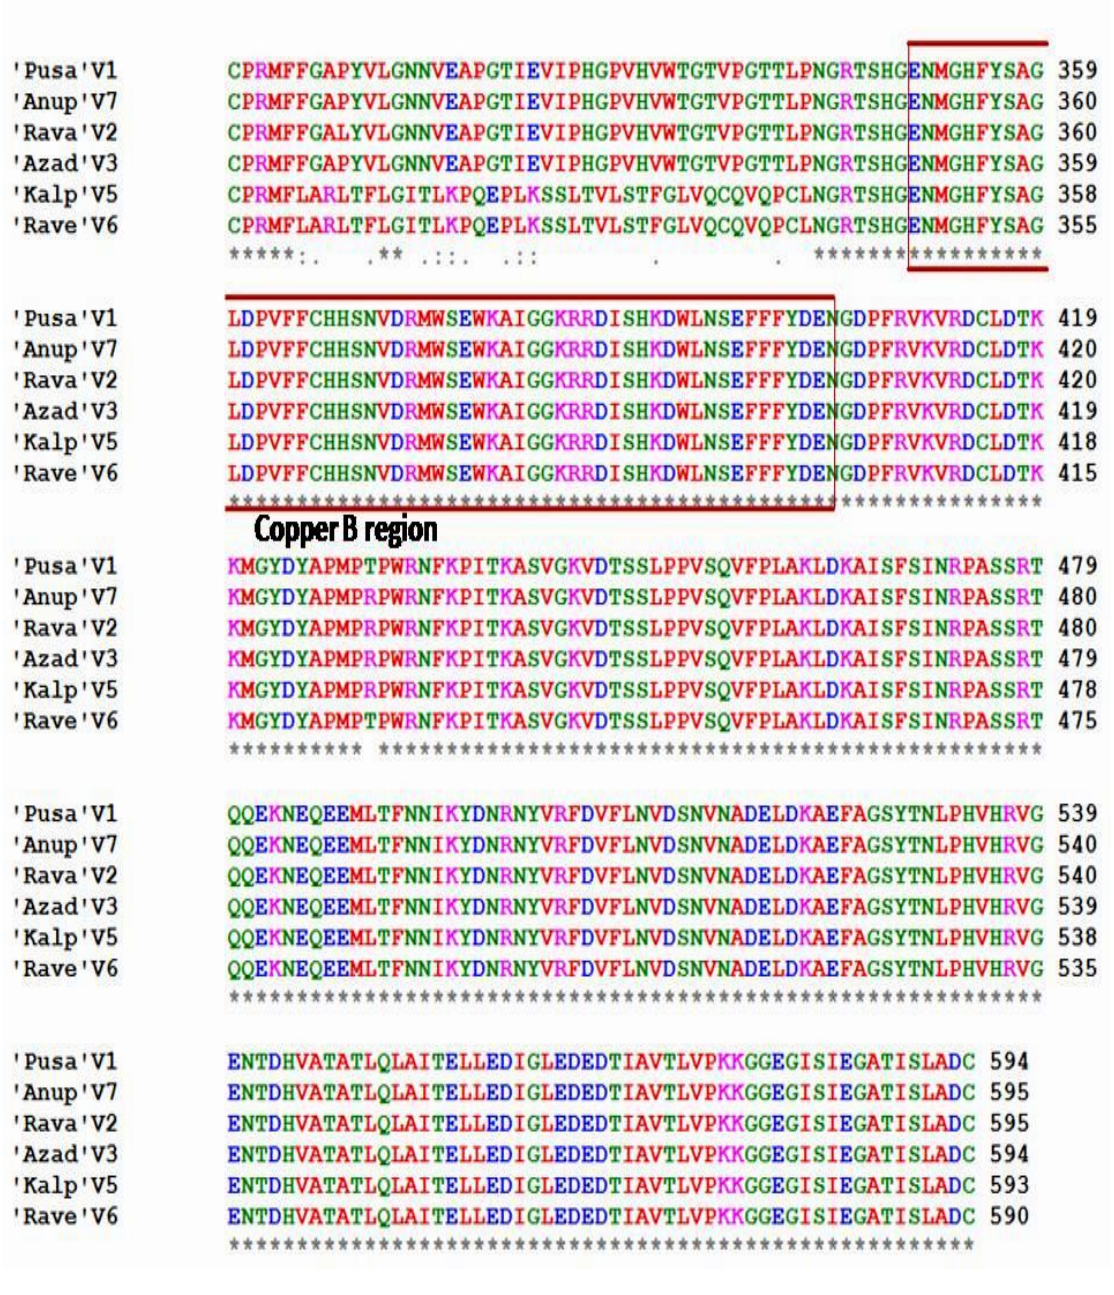 'Pusa'V1 CPRMFFGAPYVLGNNVEAPGTIEVIPHGPVHVWTGTVPGTTLPNGRTSHGENMGHFYSAG 359
'Anup'V7 CPRMFFGAPYVLGNNVEAPGTIEVIPHGPVHVWTGTVPGTTLPNGRTSHGENMGHFYSAG 360
'Rava'V2 CPRMFFGALYVLGNNVEAPGTIEVIPHGPVHVWTGTVPGTTLPNGRTSHGENMGHFYSAG 360
'Azad'V3 CPRMFFGAPYVLGNNVEAPGTIEVIPHGPVHVWTGTVPGTTLPNGRTSHGENMGHFYSAG 359
'Kalp'V5 CPRMFLARLTFLGITLKPQEPLKSSLTVLSTFGLVQCQVQPCLNGRTSHGENMGHFYSAG 358
'Rave'V6 CPRMFLARLTFLGITLKPQEPLKSSLTVLSTFGLVQCQVQPCLNGRTSHGENMGHFYSAG 355
*****:.   .** .:::.  .::         .        .  *****************
'Pusa'V1 LDPVFFCHHSNVDRMWSEWKAIGGKRRDISHKDWLNSEFFFYDENGDPFRVKVRDCLDTK 419
'Anup'V7 LDPVFFCHHSNVDRMWSEWKAIGGKRRDISHKDWLNSEFFFYDENGDPFRVKVRDCLDTK 420
'Rava'V2 LDPVFFCHHSNVDRMWSEWKAIGGKRRDISHKDWLNSEFFFYDENGDPFRVKVRDCLDTK 420
'Azad'V3 LDPVFFCHHSNVDRMWSEWKAIGGKRRDISHKDWLNSEFFFYDENGDPFRVKVRDCLDTK 419
'Kalp'V5 LDPVFFCHHSNVDRMWSEWKAIGGKRRDISHKDWLNSEFFFYDENGDPFRVKVRDCLDTK 418
'Rave'V6 LDPVFFCHHSNVDRMWSEWKAIGGKRRDISHKDWLNSEFFFYDENGDPFRVKVRDCLDTK 415
************************************************************
Copper B region
'Pusa'V1 KMGYDYAPMPTPWRNFKPITKASVGKVDTSSLPPVSQVFPLAKLDKAISFSINRPASSRT 479
'Anup'V7 KMGYDYAPMPRPWRNFKPITKASVGKVDTSSLPPVSQVFPLAKLDKAISFSINRPASSRT 480
'Rava'V2 KMGYDYAPMPRPWRNFKPITKASVGKVDTSSLPPVSQVFPLAKLDKAISFSINRPASSRT 480
'Azad'V3 KMGYDYAPMPRPWRNFKPITKASVGKVDTSSLPPVSQVFPLAKLDKAISFSINRPASSRT 479
'Kalp'V5 KMGYDYAPMPRPWRNFKPITKASVGKVDTSSLPPVSQVFPLAKLDKAISFSINRPASSRT 478
'Rave'V6 KMGYDYAPMPTPWRNFKPITKASVGKVDTSSLPPVSQVFPLAKLDKAISFSINRPASSRT 475
********** *************************************************
'Pusa'V1 QQEKNEQEEMLTFNNIKYDNRNYVRFDVFLNVDSNVNADELDKAEFAGSYTNLPHVHRVG 539
'Anup'V7 QQEKNEQEEMLTFNNIKYDNRNYVRFDVFLNVDSNVNADELDKAEFAGSYTNLPHVHRVG 540
'Rava'V2 QQEKNEQEEMLTFNNIKYDNRNYVRFDVFLNVDSNVNADELDKAEFAGSYTNLPHVHRVG 540
'Azad'V3 QQEKNEQEEMLTFNNIKYDNRNYVRFDVFLNVDSNVNADELDKAEFAGSYTNLPHVHRVG 539
'Kalp'V5 QQEKNEQEEMLTFNNIKYDNRNYVRFDVFLNVDSNVNADELDKAEFAGSYTNLPHVHRVG 538
'Rave'V6 QQEKNEQEEMLTFNNIKYDNRNYVRFDVFLNVDSNVNADELDKAEFAGSYTNLPHVHRVG 535
************************************************************
'Pusa'V1 ENTDHVATATLQLAITELLEDIGLEDEDTIAVTLVPKKGGEGISIEGATISLADC 594
'Anup'V7 ENTDHVATATLQLAITELLEDIGLEDEDTIAVTLVPKKGGEGISIEGATISLADC 595
'Rava'V2 ENTDHVATATLQLAITELLEDIGLEDEDTIAVTLVPKKGGEGISIEGATISLADC 595
'Azad'V3 ENTDHVATATLQLAITELLEDIGLEDEDTIAVTLVPKKGGEGISIEGATISLADC 594
'Kalp'V5 ENTDHVATATLQLAITELLEDIGLEDEDTIAVTLVPKKGGEGISIEGATISLADC 593
'Rave'V6 ENTDHVATATLQLAITELLEDIGLEDEDTIAVTLVPKKGGEGISIEGATISLADC 590
*******************************************************